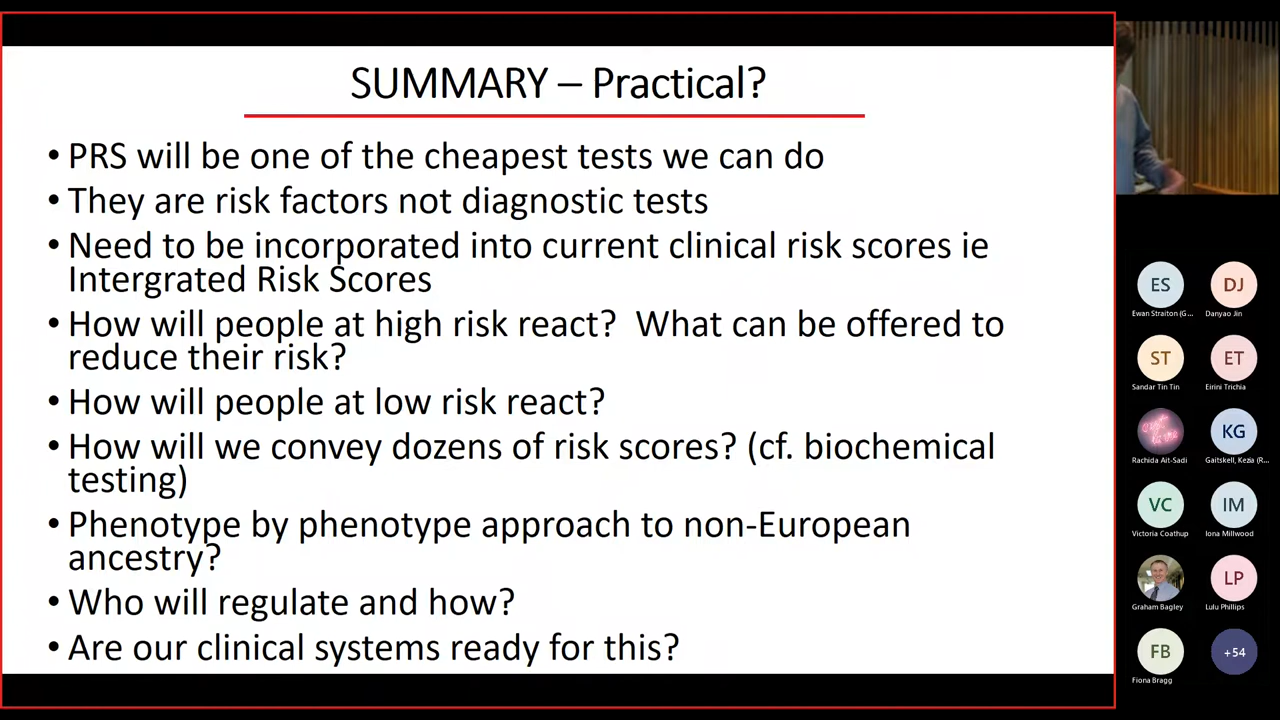 SUMMARY – Practical?
• PRS will be one of the cheapest tests we can do
• They are risk factors not diagnostic tests
• Need to be incorporated into current clinical risk scores ie
Intergrated Risk Scores
• How will people at high risk react?  What can be offered to
reduce their risk?
• How will people at low risk react?
• How will we convey dozens of risk scores? (cf. biochemical
testing)
• Phenotype by phenotype approach to non-European
ancestry?
• Who will regulate and how?
• Are our clinical systems ready for this?
ES
DJ
Ewan Straiton (G...
Danyao Jin
ST
ET
Sandar Tin Tin
Eirini Trichia
KG
Rachida Ait-Sadi
Gaitskell, Kezia (R...
VC
IM
Victoria Coathup
Iona Millwood
LP
Graham Bagley
Lulu Phillips
FB
+54
Fiona Bragg